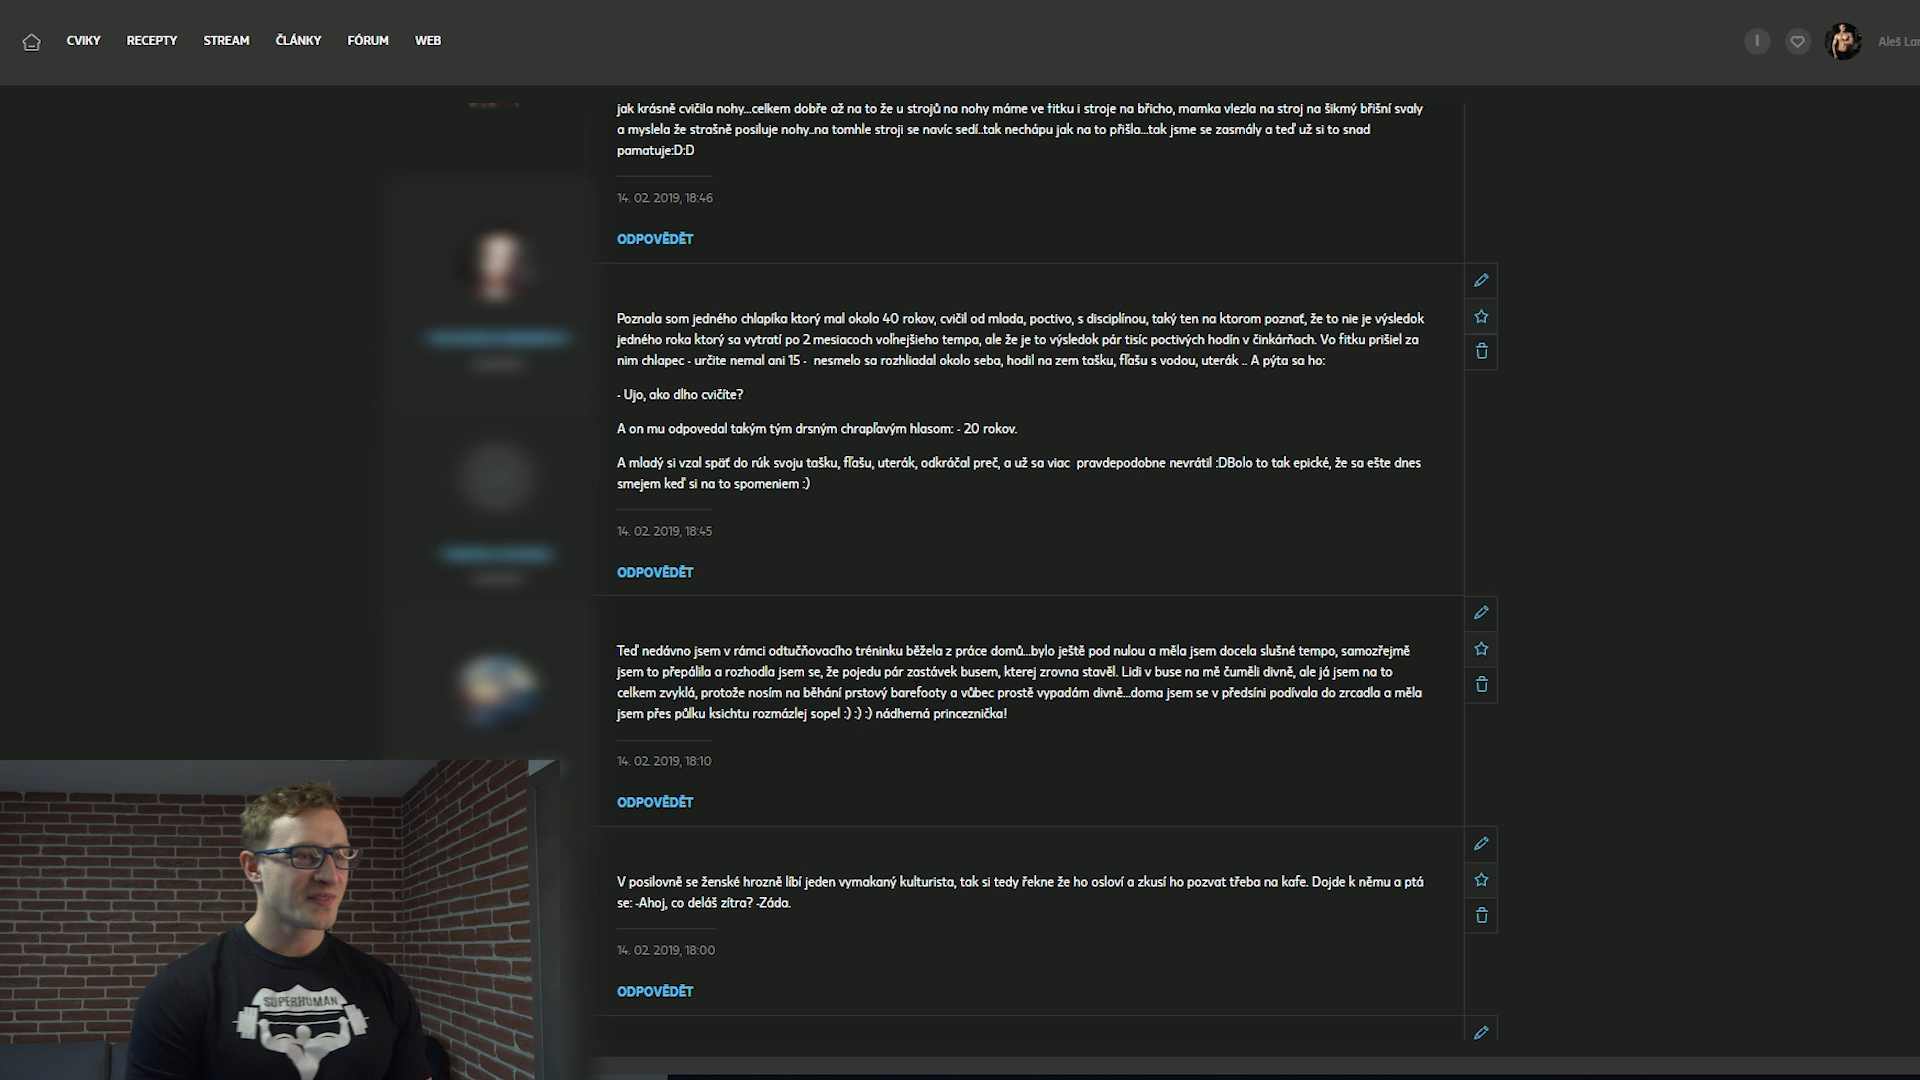 CVIKY RECEPTY STREAM ČLÁNKY FÓRUM WEB
Aleš Lar
jak krásně cvičila nohy...celkem dobře až na to že u strojů na nohy máme ve fitku i stroje na břicho, mamka vlezla na stroj na šikmý břišní svaly
a myslela že strašně posiluje nohy..na tomhle stroji se navíc sedí..tak nechápu jak na to přišla...tak jsme se zasmály a teď už si to snad
pamatuje:D:D
14. 02. 2019, 18:46
ODPOVĚDĚT
Poznala som jedného chlapíka ktorý mal okolo 40 rokov, cvičil od mlada, poctivo, s disciplínou, taký ten na ktorom poznať, že to nie je výsledok
jedného roka ktorý sa vytratí po 2 mesiacoch voľnejšieho tempa, ale že je to výsledok pár tisíc poctivých hodín v činkárňach. Vo fitku prišiel za
nim chlapec - určite nemal ani 15 -  nesmelo sa rozhliadal okolo seba, hodil na zem tašku, fľašu s vodou, uterák .. A pýta sa ho:
- Ujo, ako dlho cvičíte?
A on mu odpovedal takým tým drsným chrapľavým hlasom: - 20 rokov.
A mladý si vzal späť do rúk svoju tašku, fľašu, uterák, odkráčal preč, a už sa viac  pravdepodobne nevrátil :DBolo to tak epické, že sa ešte dnes
smejem keď si na to spomeniem :)
14. 02. 2019, 18:45
ODPOVĚDĚT
Teď nedávno jsem v rámci odtučňovacího tréninku běžela z práce domů...bylo ještě pod nulou a měla jsem docela slušné tempo, samozřejmě
jsem to přepálila a rozhodla jsem se, že pojedu pár zastávek busem, kterej zrovna stavěl. Lidi v buse na mě čuměli divně, ale já jsem na to
celkem zvyklá, protože nosím na běhání prstový barefooty a vůbec prostě vypadám divně...doma jsem se v předsíni podívala do zrcadla a měla
jsem přes půlku ksichtu rozmázlej sopel :) :) :) nádherná princeznička!
14. 02. 2019, 18:10
ODPOVĚDĚT
V posilovně se ženské hrozně líbí jeden vymakaný kulturista, tak si tedy řekne že ho osloví a zkusí ho pozvat třeba na kafe. Dojde k němu a ptá
se: -Ahoj, co deláš zítra? -Záda.
14. 02. 2019, 18:00
ODPOVĚDĚT
SUPERHUMAN